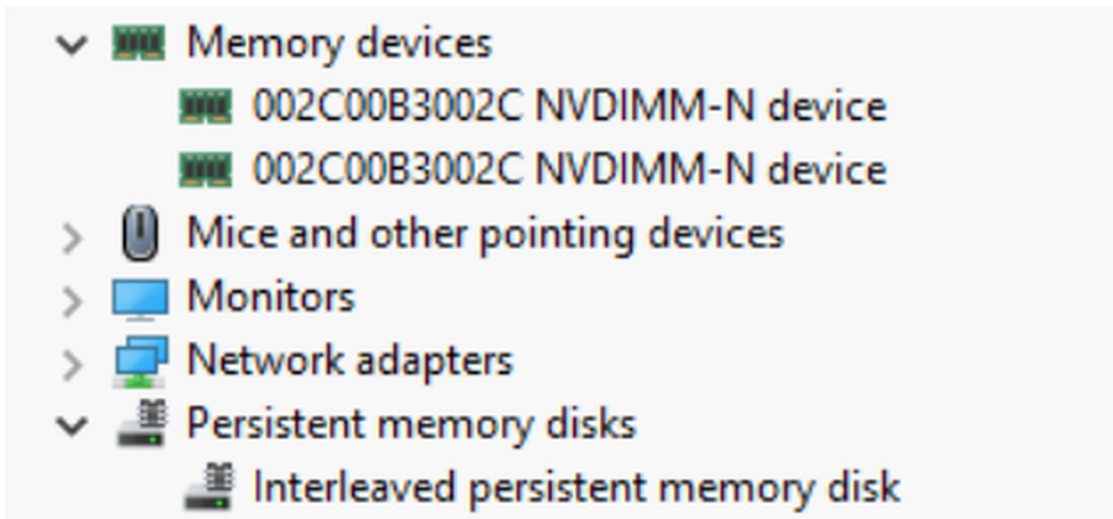 Memory devices
002C00B3002C NVDIMM-N device
002C00B3002C NVDIMM-N device
Mice and other pointing devices
Monitors
Network adapters
Persistent memory disks
Interleaved persistent memory disk